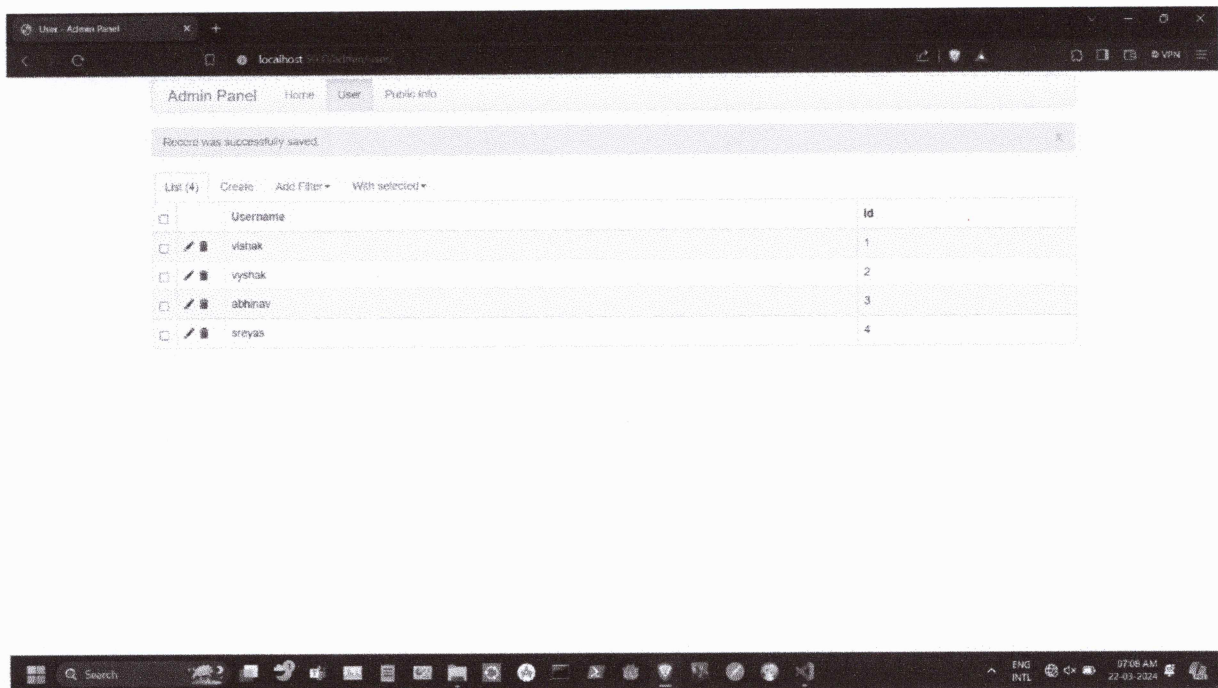 User - Admin Panel
localhost
VPN
Admin Panel Home User Public Info
Record was successfully saved.
List (4) Create Add Filter With selected
Username Id
vishak 1
vyshak 2
abhinav 3
sreyas 4
Search
ENG
INTL
07:06 AM
22-03-2024